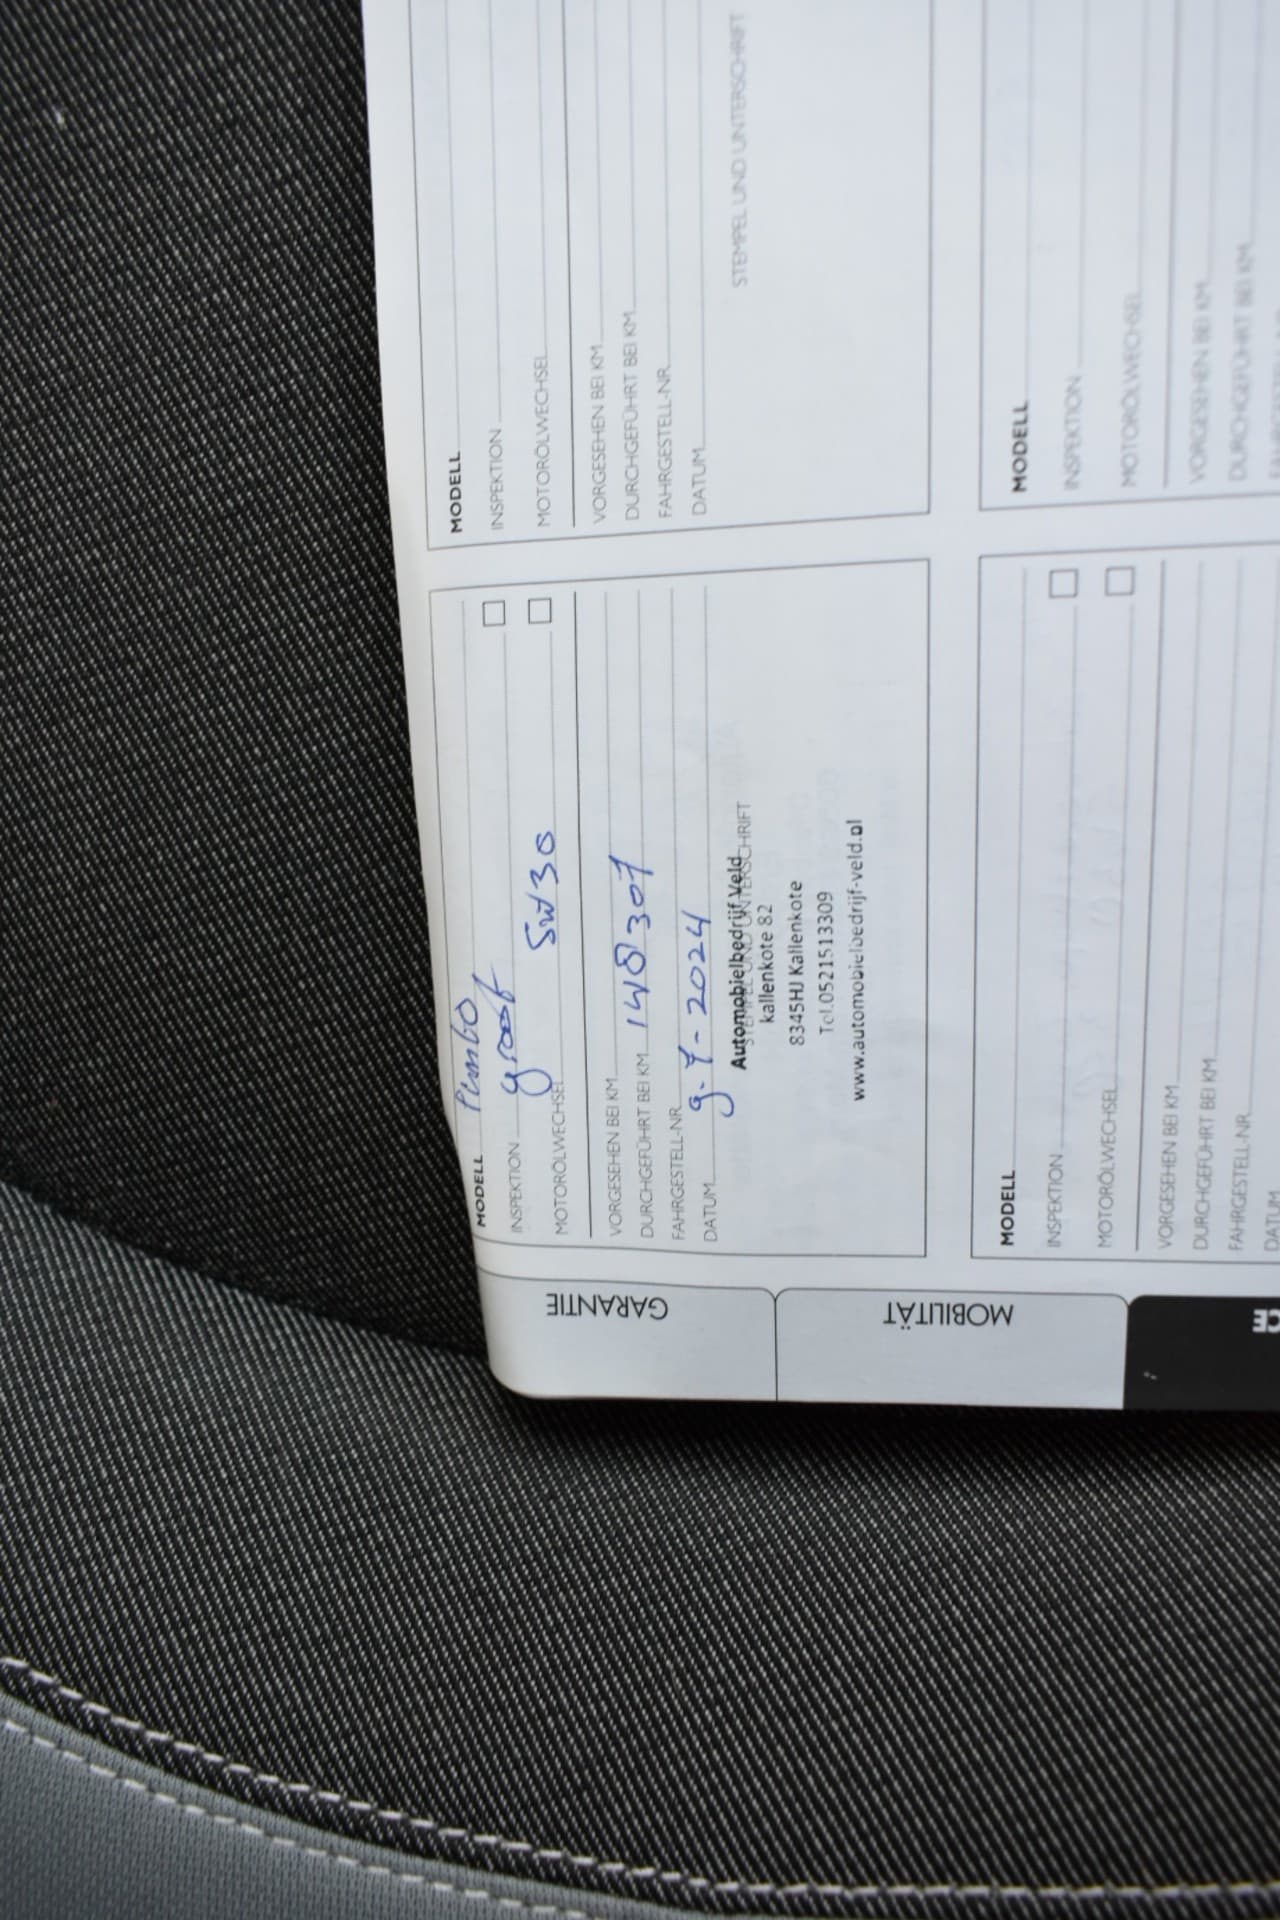 MODELL Punto
INSPEKTION groot
MOTORÖLWECHSEL 5W30
VORGESEHEN BEI KM
DURCHGEFÜHRT BEI KM 148307
FAHRGESTELL-NR.
DATUM 9-7-2024
STEMPEL UND UNTERSCHRIFT
Automobielbedrijf Veld
kallenkote 82
8345HJ Kallenkote
Tel.0521513309
www.automobielbedrijf-veld.nl
MODELL
INSPEKTION
MOTORÖLWECHSEL
VORGESEHEN BEI KM
DURCHGEFÜHRT BEI KM
FAHRGESTELL-NR.
DATUM
STEMPEL UND UNTERSCHRIFT
MODELL
INSPEKTION
MOTORÖLWECHSEL
VORGESEHEN BEI KM
DURCHGEFÜHRT BEI KM
FAHRGESTELL-NR.
DATUM
MODELL
INSPEKTION
MOTORÖLWECHSEL
VORGESEHEN BEI KM
DURCHGEFÜHRT BEI KM
GARANTIE
MOBILITÄT